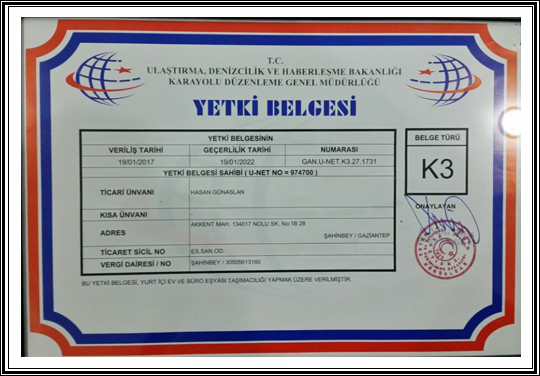 T.C.
ULAŞTIRMA, DENİZCİLİK VE HABERLEŞME BAKANLIĞI
KARAYOLU DÜZENLEME GENEL MÜDÜRLÜĞÜ
YETKİ BELGESİ
YETKİ BELGESİNİN
VERİLİŞ TARİHİ GEÇERLİLİK TARİHİ NUMARASI
19/01/2017 19/01/2022 GAN.U-NET.K3.27.1731
YETKİ BELGESİ SAHİBİ ( U-NET NO = 974700 )
TİCARİ ÜNVANI HASAN GÜNASLAN
KISA ÜNVANI -
ADRES AKKENT MAH. 134017 NOLU SK. No:1B 28
ŞAHİNBEY / GAZİANTEP
TİCARET SİCİL NO ES.SAN.OD.
VERGİ DAİRESİ / NO ŞAHİNBEY / 30505613160
BELGE TÜRÜ
K3
ONAYLAYAN
BU YETKİ BELGESİ, YURT İÇİ EV VE BÜRO EŞYASI TAŞIMACILIĞI YAPMAK ÜZERE VERİLMİŞTİR.